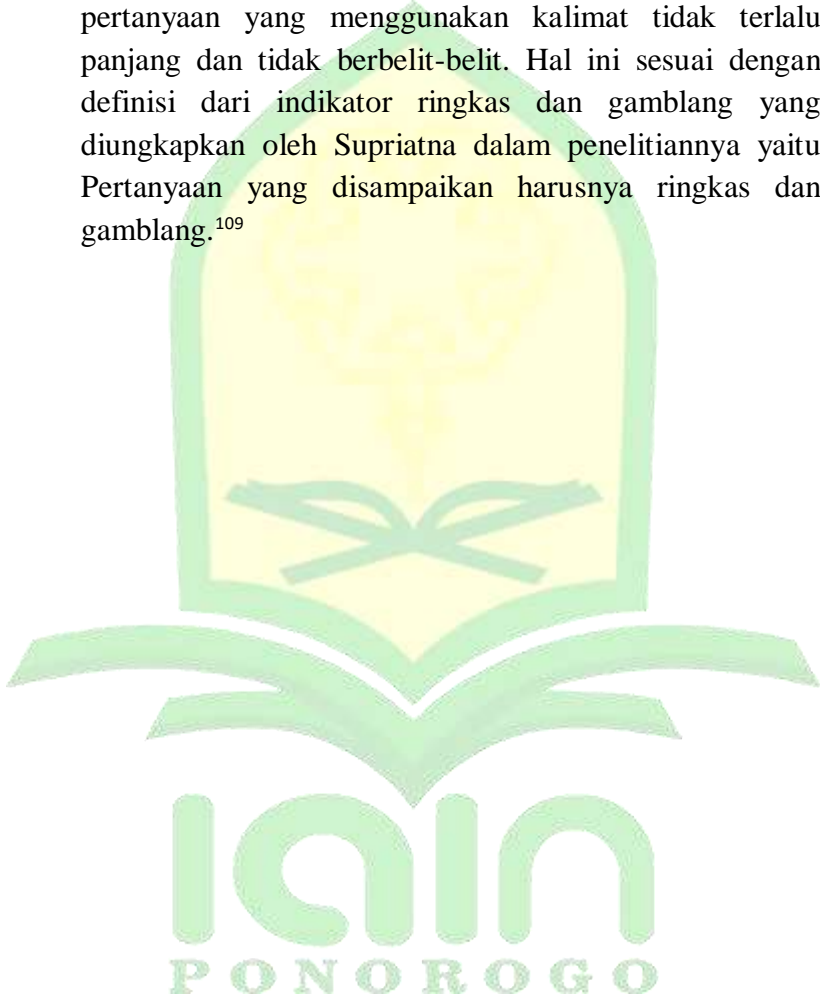 pertanyaan yang menggunakan kalimat tidak terlalu
panjang dan tidak berbelit-belit. Hal ini sesuai dengan
definisi dari indikator ringkas dan gamblang yang
diungkapkan oleh Supriatna dalam penelitiannya yaitu
Pertanyaan yang disampaikan harusnya ringkas dan
gamblang.¹⁰⁹
iain
PONOROGO